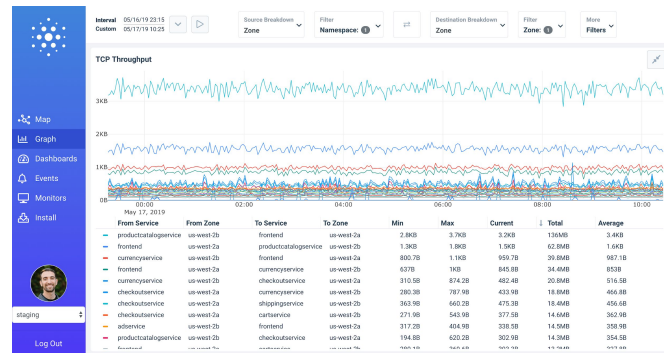 Interval 05/16/19 23:15
Custom 05/17/19 10:25
Source Breakdown
Zone
Filter
Namespace: 1
Destination Breakdown
Zone
Filter
Zone: 1
More
Filters
Map
Graph
Dashboards
Events
Monitors
Install
staging
Log Out
TCP Throughput
3KB
2KB
1KB
0B
00:00 02:00 04:00 06:00 08:00 10:00
May 17, 2019
From Service From Zone To Service To Zone Min Max Current ↓ Total Average
productcatalogservice us-west-2b frontend us-west-2a 2.8KB 3.7KB 3.2KB 136MB 3.4KB
frontend us-west-2a productcatalogservice us-west-2b 1.3KB 1.8KB 1.5KB 62.8MB 1.6KB
currencyservice us-west-2b frontend us-west-2a 800.7B 1.1KB 959.7B 39.8MB 987.1B
frontend us-west-2a currencyservice us-west-2b 637B 1KB 845.8B 34.4MB 853B
currencyservice us-west-2b checkoutservice us-west-2a 310.5B 874.2B 482.4B 20.8MB 516.5B
checkoutservice us-west-2a currencyservice us-west-2b 280.3B 787.9B 433.9B 18.8MB 466.8B
checkoutservice us-west-2a shippingservice us-west-2b 363.9B 660.2B 475.3B 18.4MB 456.6B
checkoutservice us-west-2a cartservice us-west-2b 271.9B 543.9B 377.5B 14.6MB 362.9B
adservice us-west-2b frontend us-west-2a 317.2B 404.9B 338.5B 14.5MB 358.9B
productcatalogservice us-west-2b checkoutservice us-west-2a 194.8B 620.2B 302.9B 14.3MB 354.5B